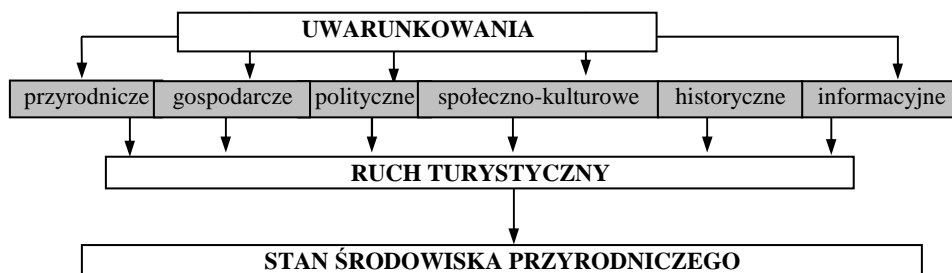 UWARUNKOWANIA
przyrodnicze gospodarcze polityczne społeczno-kulturowe historyczne informacyjne
RUCH TURYSTYCZNY
STAN ŚRODOWISKA PRZYRODNICZEGO